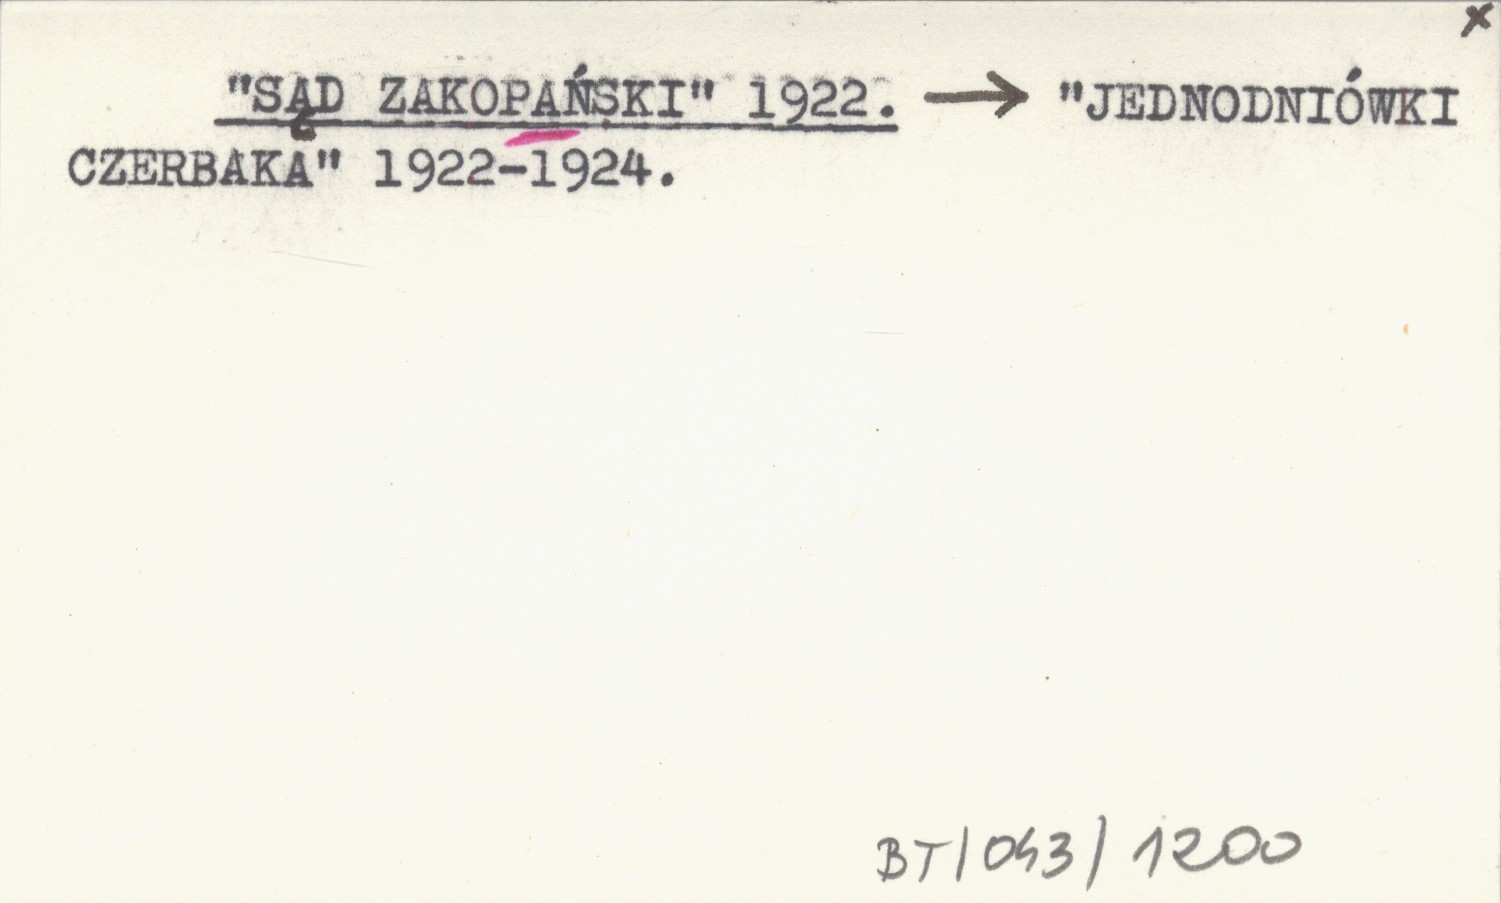 x
"SĄD ZAKOPAŃSKI" 1922. → "JEDNODNIÓWKI
CZERBAKA" 1922-1924.
BT/043/1200